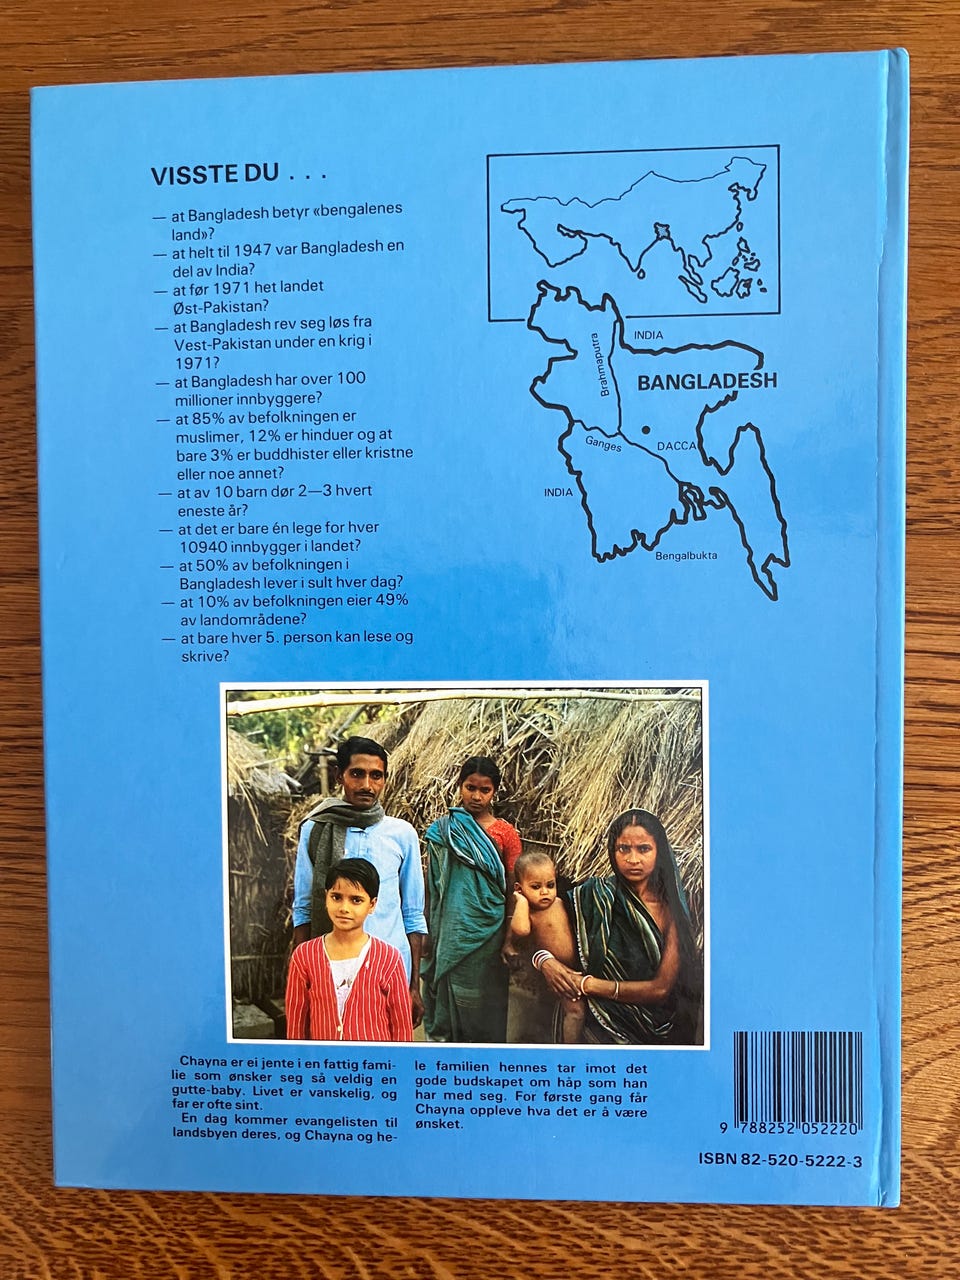 VISSTE DU . . .
— at Bangladesh betyr «bengalenes
land»?
— at helt til 1947 var Bangladesh en
del av India?
— at før 1971 het landet
Øst-Pakistan?
— at Bangladesh rev seg løs fra
Vest-Pakistan under en krig i
1971?
— at Bangladesh har over 100
millioner innbyggere?
— at 85% av befolkningen er
muslimer, 12% er hinduer og at
bare 3% er buddhister eller kristne
eller noe annet?
— at av 10 barn dør 2—3 hvert
eneste år?
— at det er bare én lege for hver
10940 innbygger i landet?
— at 50% av befolkningen i
Bangladesh lever i sult hver dag?
— at 10% av befolkningen eier 49%
av landområdene?
— at bare hver 5. person kan lese og
skrive?
INDIA
Brahmaputra
BANGLADESH
Ganges
DACCA
INDIA
Bengalbukta
Chayna er ei jente i en fattig fami-
lie som ønsker seg så veldig en
gutte-baby. Livet er vanskelig, og
far er ofte sint.
En dag kommer evangelisten til
landsbyen deres, og Chayna og he-
le familien hennes tar imot det
gode budskapet om håp som han
har med seg. For første gang får
Chayna oppleve hva det er å være
ønsket.
9 788252 052220
ISBN 82-520-5222-3